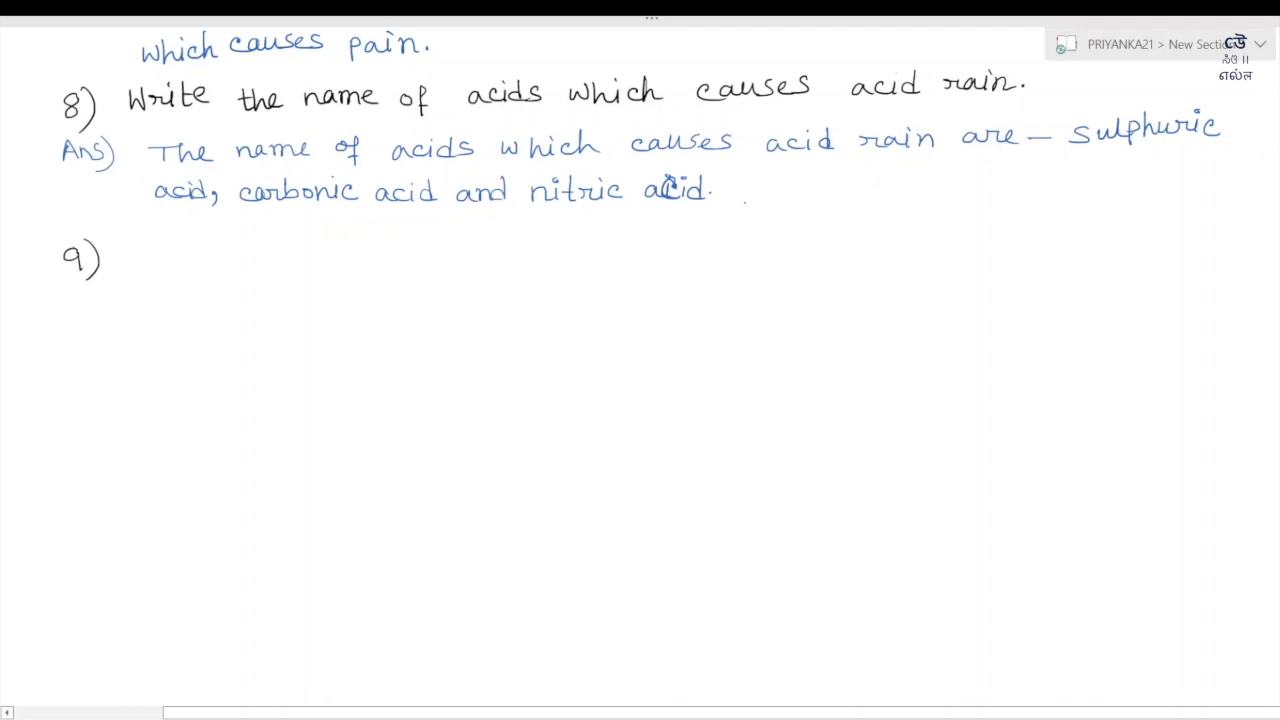 which causes pain.
PRIYANKA21 > New Section
8) Write the name of acids which causes acid rain.
Ans) The name of acids which causes acid rain are – Sulphuric
acid, carbonic acid and nitric acid.
9)